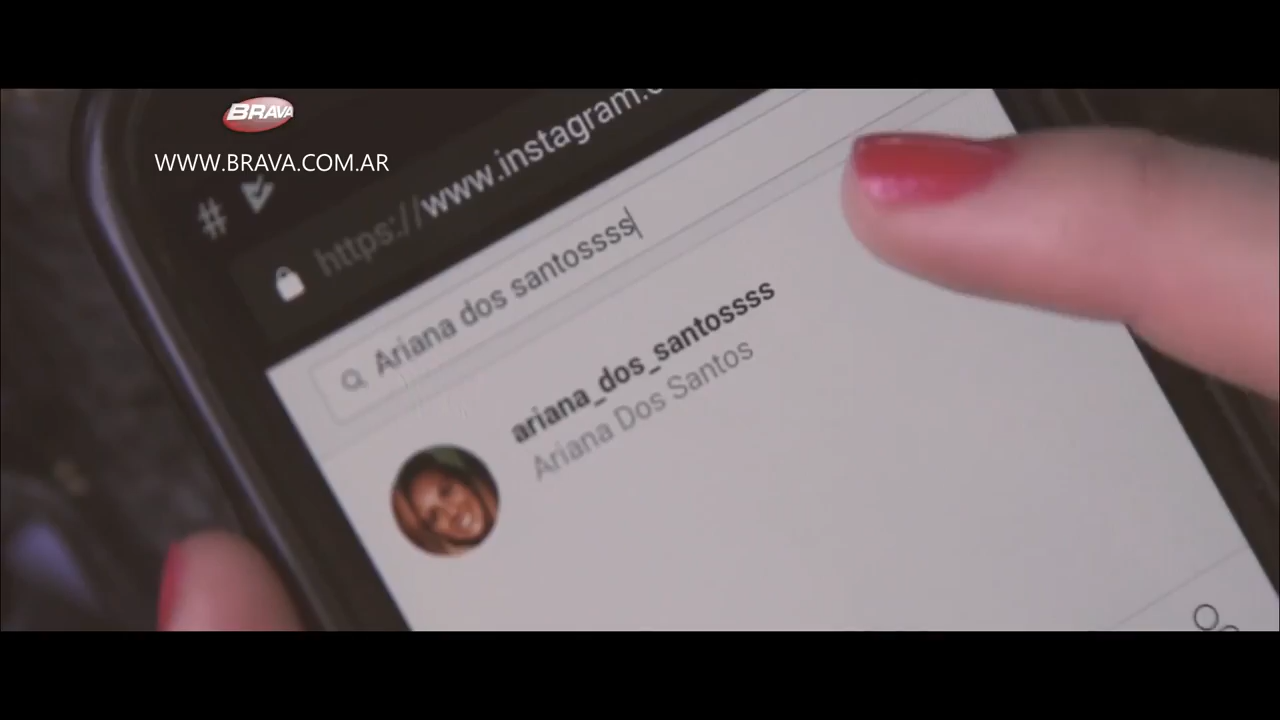 BRAVA
WWW.BRAVA.COM.AR
#
https://www.instagram.
Ariana dos santossss
ariana_dos_santossss
Ariana Dos Santos